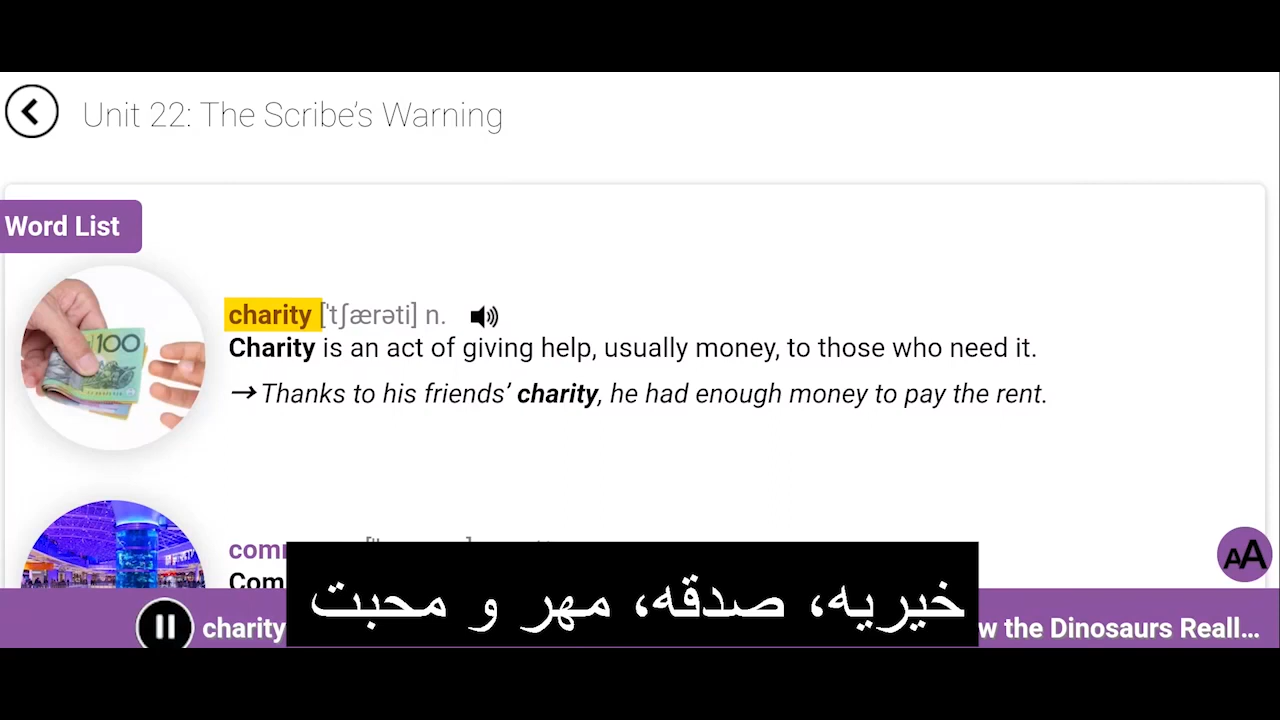 Unit 22: The Scribe's Warning
Word List
charity ['tʃærəti] n.
Charity is an act of giving help, usually money, to those who need it.
→ Thanks to his friends' charity, he had enough money to pay the rent.
100
AA
خیریه، صدقه، مهر و محبت
charity
the Dinosaurs Reall...